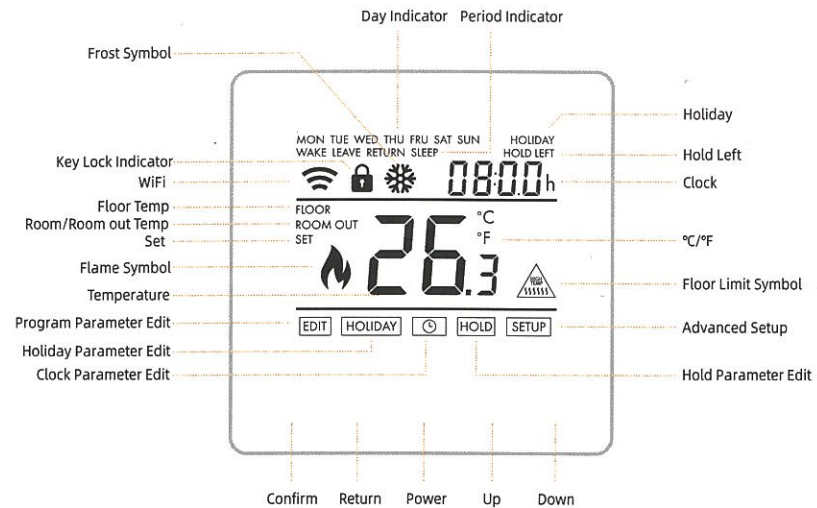 Day Indicator Period Indicator
Frost Symbol
Holiday
MON TUE WED THU FRU SAT SUN HOLIDAY
WAKE LEAVE RETURN SLEEP HOLD LEFT
Hold Left
Key Lock Indicator
WiFi
08:00h
Clock
Floor Temp
FLOOR
Room/Room out Temp
ROOM OUT
Set
SET
26.3
°C
°F
°C/°F
Flame Symbol
HIGH TEMP
Floor Limit Symbol
Temperature
Program Parameter Edit
EDIT HOLIDAY HOLD SETUP
Advanced Setup
Holiday Parameter Edit
Clock Parameter Edit
Hold Parameter Edit
Confirm Return Power Up Down